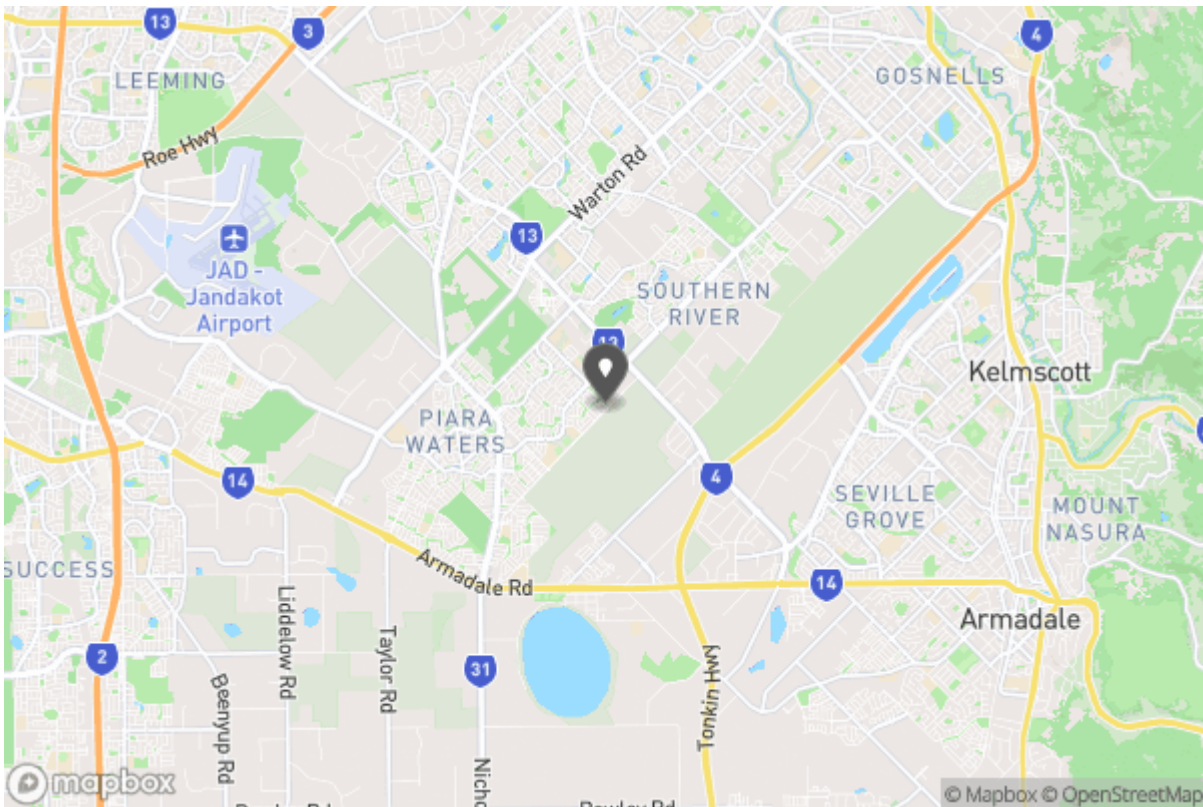 13
3
4
LEEMING
GOSNELLS
Roe Hwy
Warton Rd
13
JAD -
Jandakot
Airport
SOUTHERN
RIVER
Kelmscott
PIARA
WATERS
14
4
SEVILLE
GROVE
MOUNT
NASURA
SUCCESS
Armadale Rd
14
Liddelow Rd
Taylor Rd
Armadale
2
31
Beenyup Rd
Tonkin Hwy
mapbox
© Mapbox © OpenStreetMap